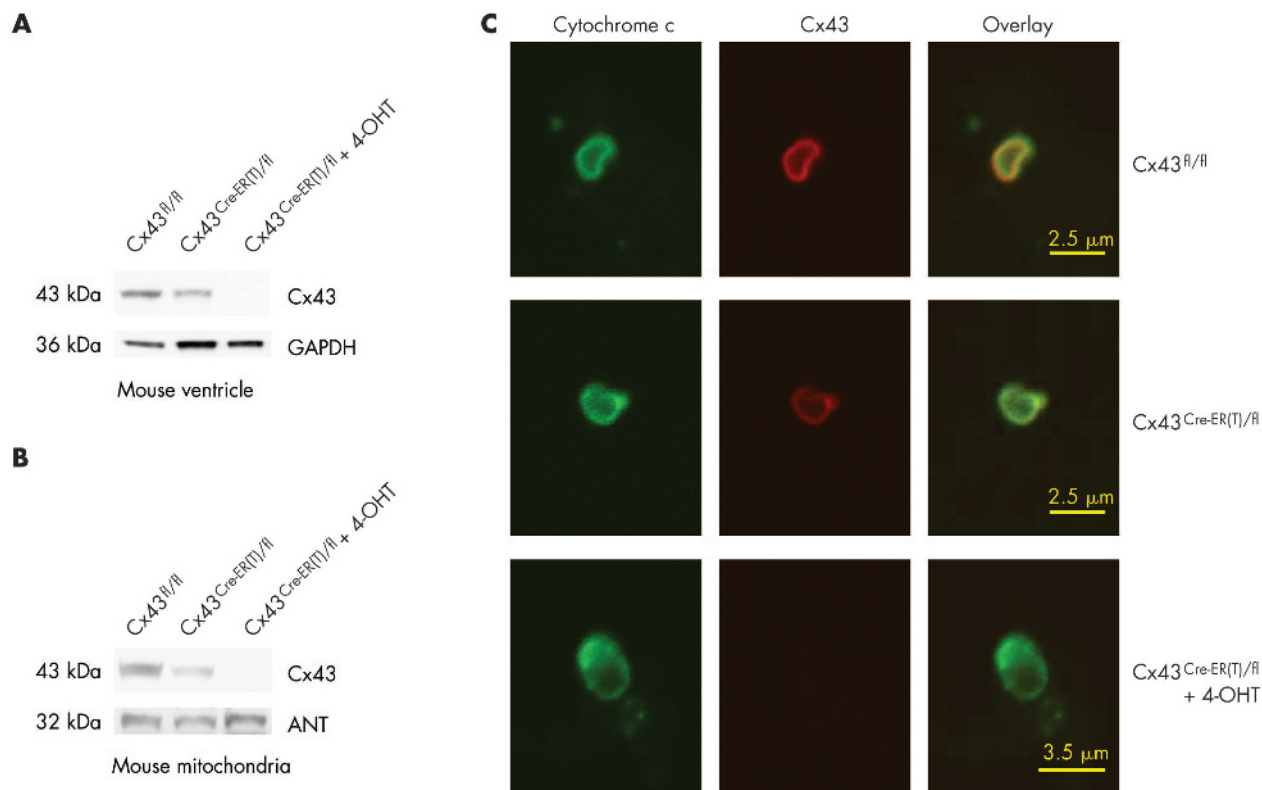 A
Cx43fl/fl
Cx43Cre-ER(T)/fl
Cx43Cre-ER(T)/fl + 4-OHT
43 kDa Cx43
36 kDa GAPDH
Mouse ventricle
B
Cx43fl/fl
Cx43Cre-ER(T)/fl
Cx43Cre-ER(T)/fl + 4-OHT
43 kDa Cx43
32 kDa ANT
Mouse mitochondria
C
Cytochrome c Cx43 Overlay
Cx43fl/fl
2.5 μm
Cx43Cre-ER(T)/fl
2.5 μm
Cx43Cre-ER(T)/fl
+ 4-OHT
3.5 μm